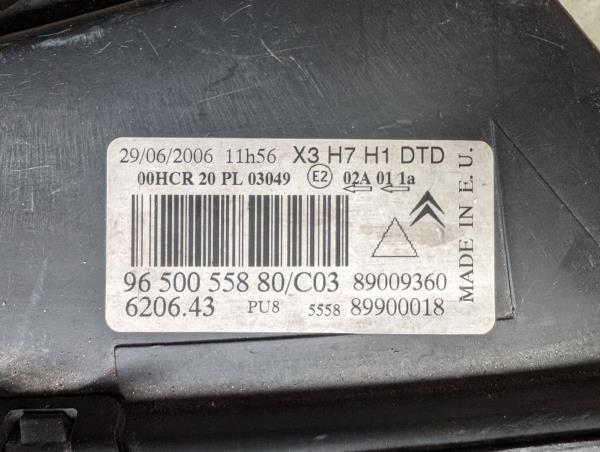 29/06/2006 11h56 X3 H7 H1 DTD
00HCR 20 PL 03049 E2 02A 01 1a
96 500 558 80/C03 89009360
6206.43 PU8 5558 89900018
MADE IN E. U.